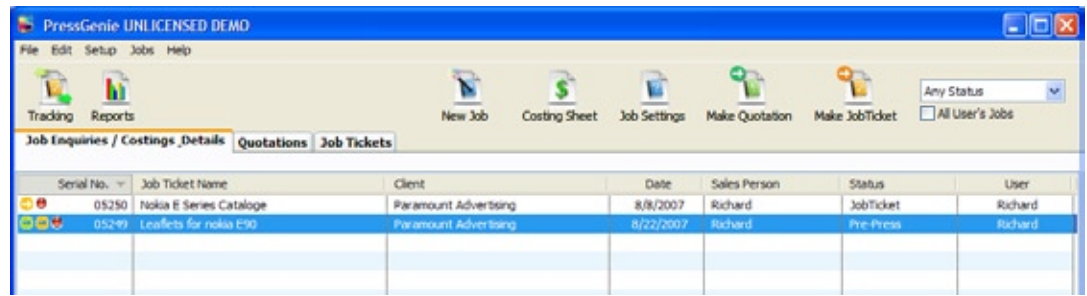 PressGenie UNLICENSED DEMO
File Edit Setup Jobs Help
Tracking Reports New Job Costing Sheet Job Settings Make Quotation Make JobTicket Any Status
All User's Jobs
Job Enquiries / Costings ,Details Quotations Job Tickets
Serial No. Job Ticket Name Client Date Sales Person Status User
05250 Nokia E Series Cataloge Paramount Advertising 8/8/2007 Richard JobTicket Richard
05249 Leaflets for nokia E90 Paramount Advertising 8/22/2007 Richard Pre-Press Richard